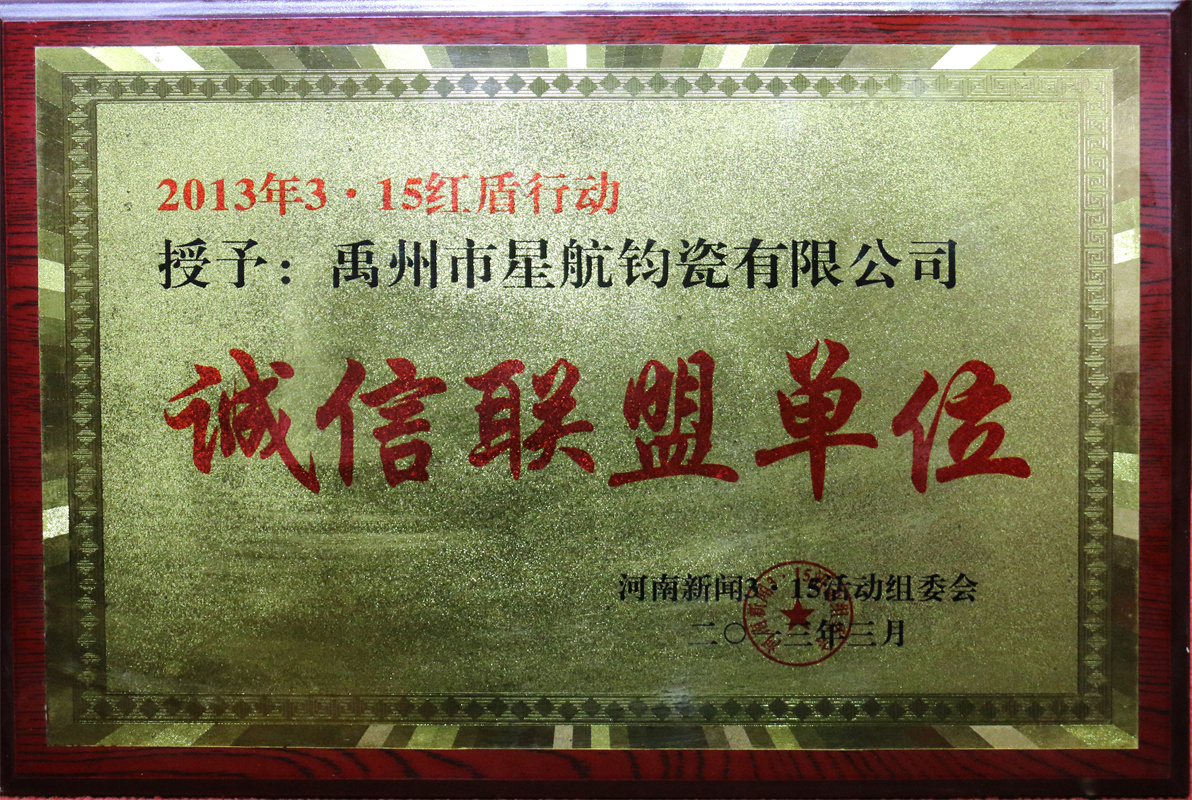 2013年3·15红盾行动
授予：禹州市星航钧瓷有限公司
诚信联盟单位
河南新闻3·15活动组委会
二〇一三年三月